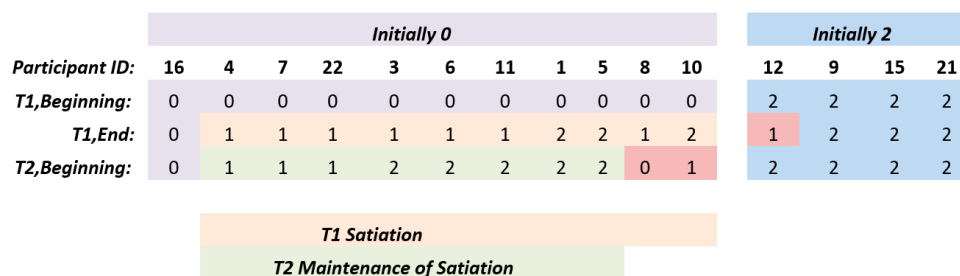 Initially 0 Initially 2
Participant ID: 16 4 7 22 3 6 11 1 5 8 10 12 9 15 21
T1,Beginning: 0 0 0 0 0 0 0 0 0 0 0 2 2 2 2
T1,End: 0 1 1 1 1 1 1 2 2 1 2 1 2 2 2
T2,Beginning: 0 1 1 1 2 2 2 2 2 0 1 2 2 2 2
T1 Satiation
T2 Maintenance of Satiation